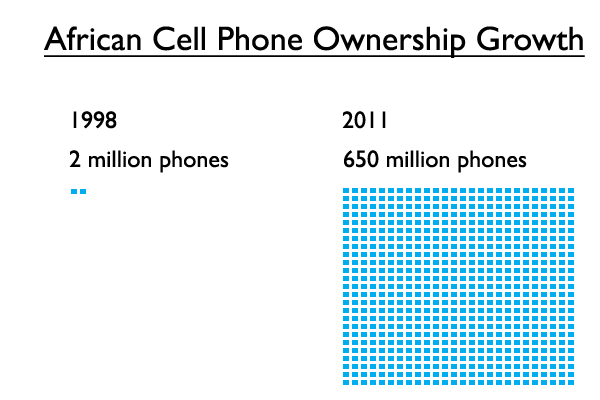 African Cell Phone Ownership Growth
1998
2 million phones
2011
650 million phones